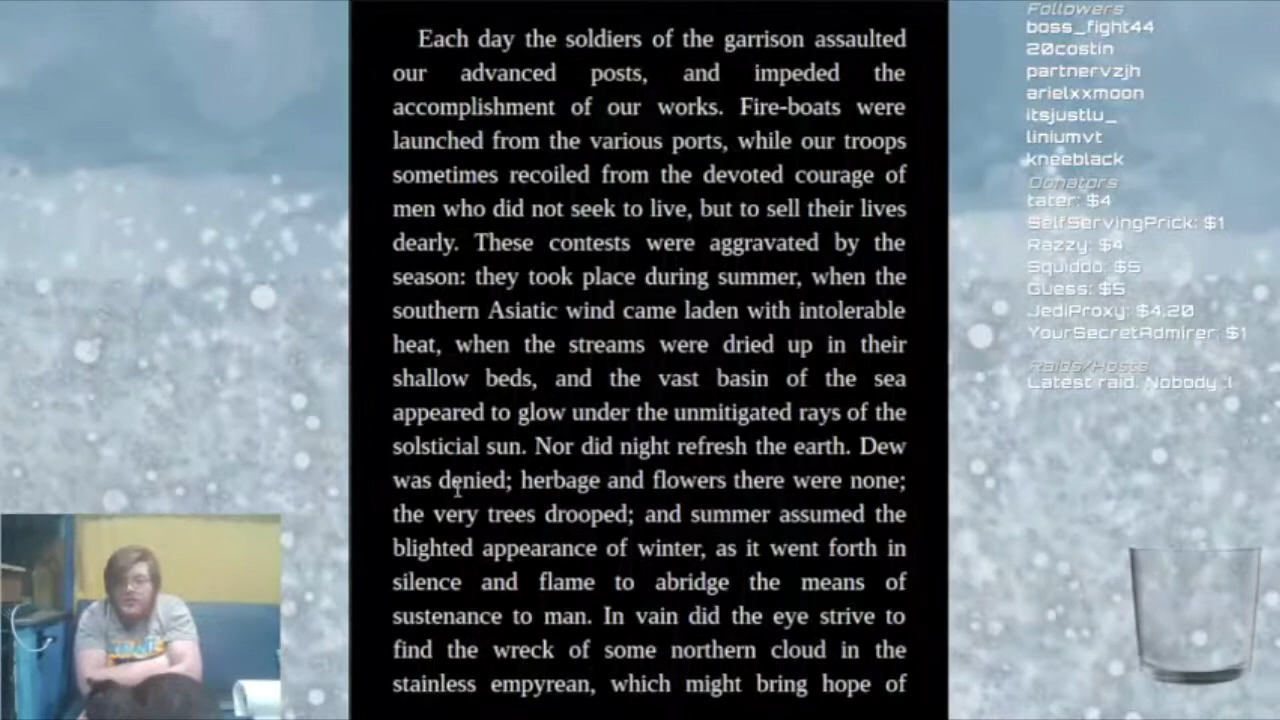 Each day the soldiers of the garrison assaulted
our advanced posts, and impeded the
accomplishment of our works. Fire-boats were
launched from the various ports, while our troops
sometimes recoiled from the devoted courage of
men who did not seek to live, but to sell their lives
dearly. These contests were aggravated by the
season: they took place during summer, when the
southern Asiatic wind came laden with intolerable
heat, when the streams were dried up in their
shallow beds, and the vast basin of the sea
appeared to glow under the unmitigated rays of the
solsticial sun. Nor did night refresh the earth. Dew
was denied; herbage and flowers there were none;
the very trees drooped; and summer assumed the
blighted appearance of winter, as it went forth in
silence and flame to abridge the means of
sustenance to man. In vain did the eye strive to
find the wreck of some northern cloud in the
stainless empyrean, which might bring hope of
Followers
boss_fight44
20costin
partnervzjh
arielxxmoon
itsjustlu_
liniumvt
kneeblack
Donators
tater: $4
SelfServingPrick: $1
Razzy: $4
Squiddo: $5
Guess: $5
JediProxy: $4.20
YourSecretAdmirer: $1
Raids/Hosts
Latest raid: Nobody :(